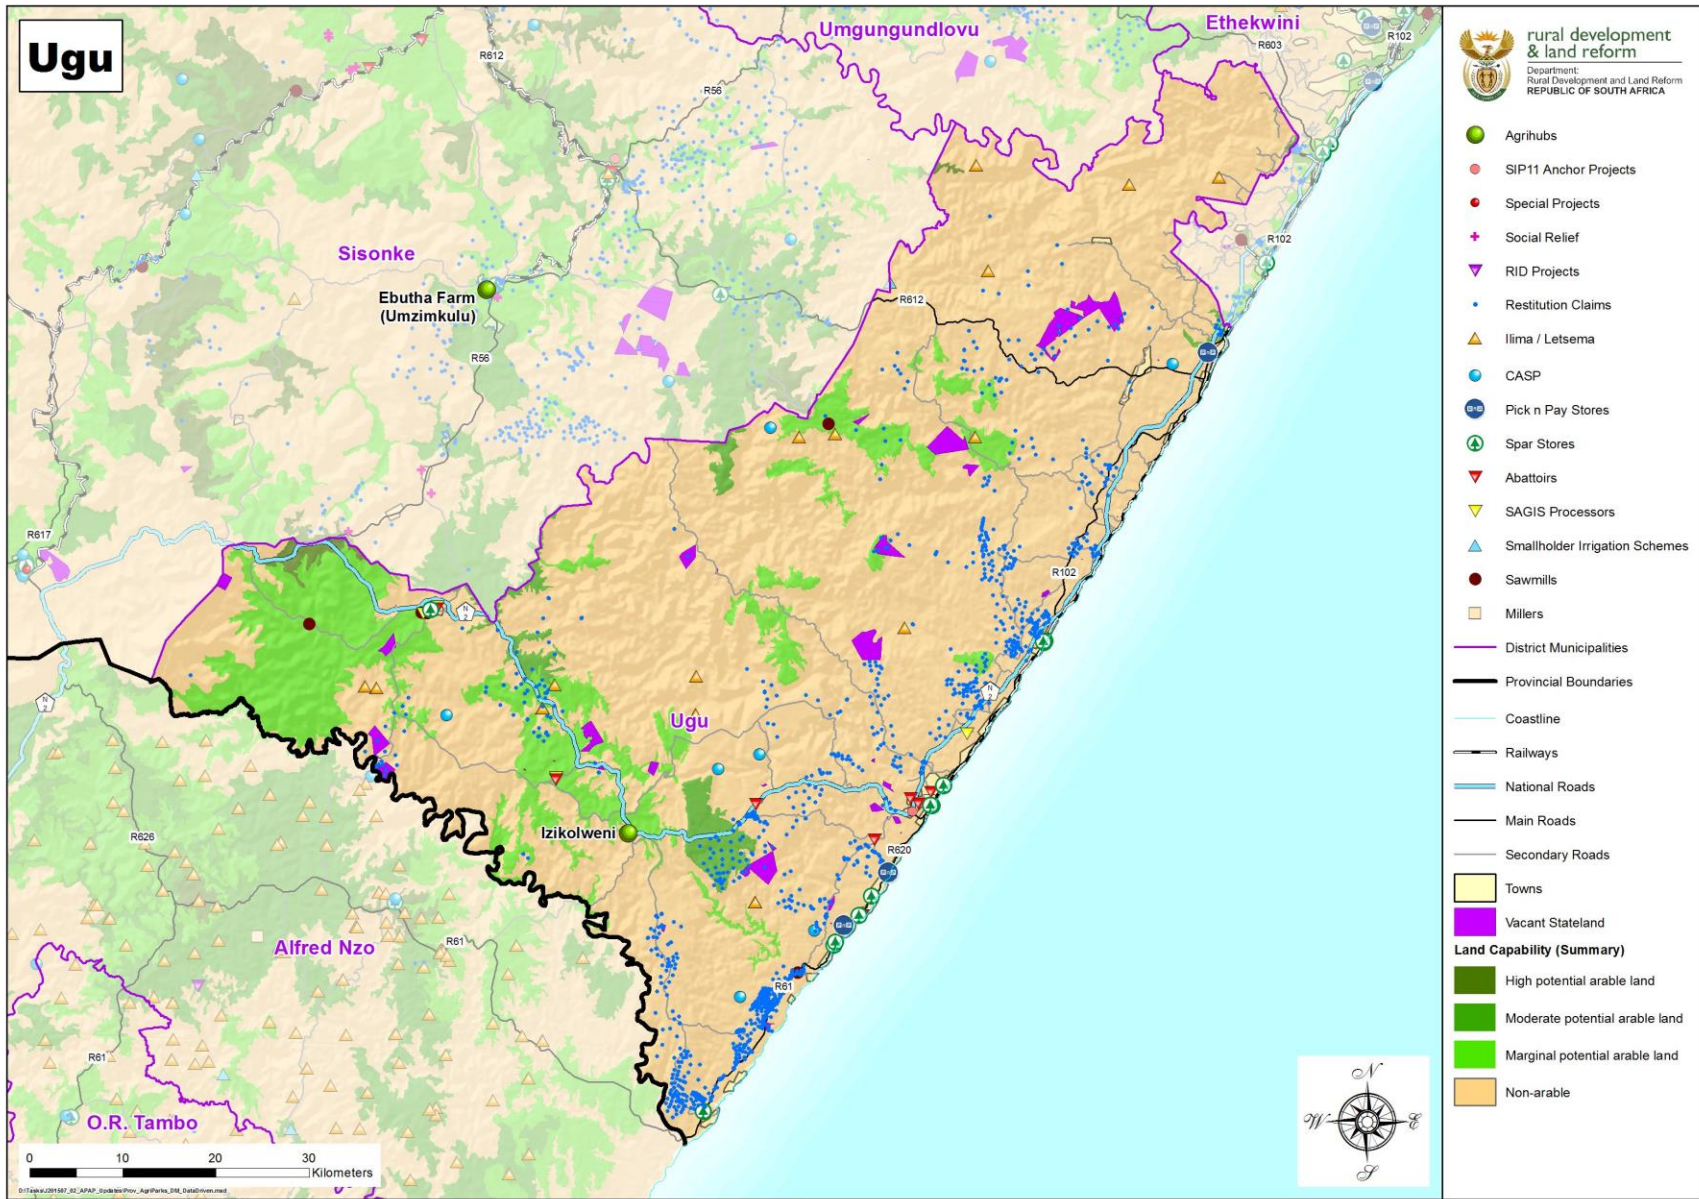 Ugu
Umgungundlovu
Ethekwini
R603
R102
R612
R56
Sisonke
Ebutha Farm
(Umzimkulu)
R102
R612
R56
R617
R102
N
2
N
2
N
2
Ugu
Izikolweni
R626
R620
Alfred Nzo
R61
R61
R61
O.R. Tambo
0 10 20 30
Kilometers
N
W E
S
rural development
& land reform
Department:
Rural Development and Land Reform
REPUBLIC OF SOUTH AFRICA
Agrihubs
SIP11 Anchor Projects
Special Projects
Social Relief
RID Projects
Restitution Claims
Ilima / Letsema
CASP
Pick n Pay Stores
Spar Stores
Abattoirs
SAGIS Processors
Smallholder Irrigation Schemes
Sawmills
Millers
District Municipalities
Provincial Boundaries
Coastline
Railways
National Roads
Main Roads
Secondary Roads
Towns
Vacant Stateland
Land Capability (Summary)
High potential arable land
Moderate potential arable land
Marginal potential arable land
Non-arable